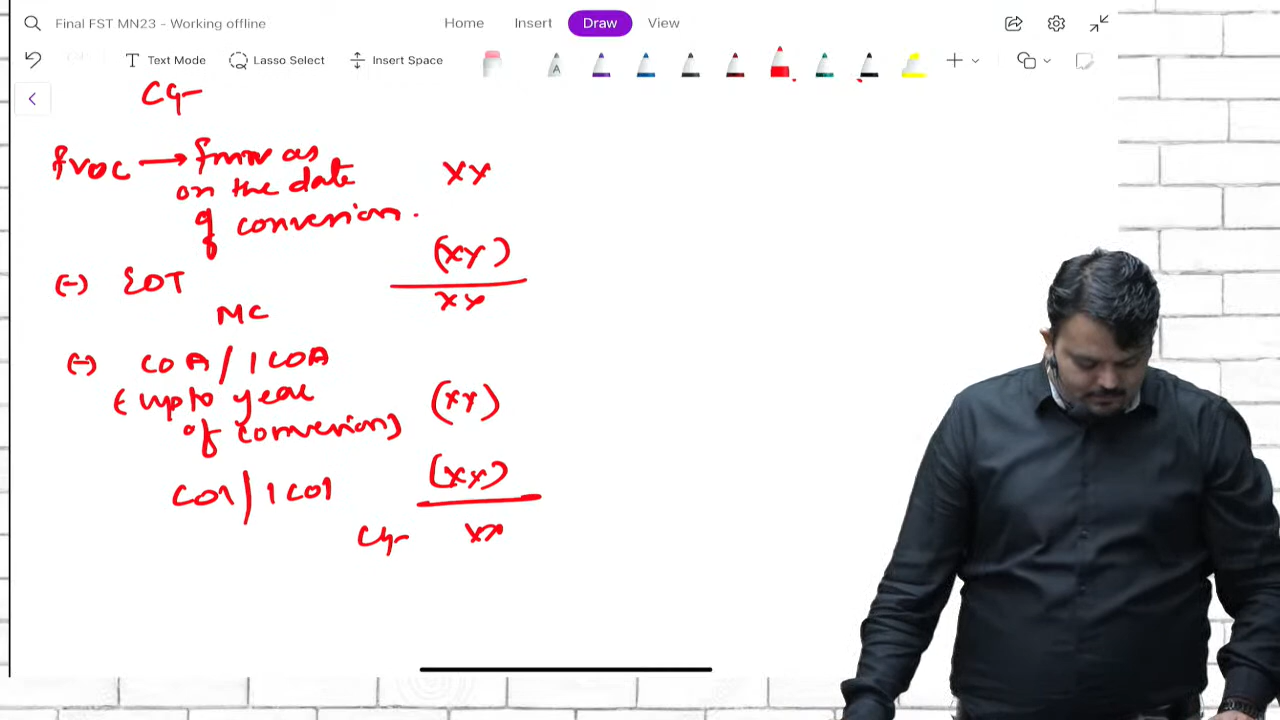 Final FST MN23 - Working offline
Home Insert Draw View
Text Mode Lasso Select Insert Space
CG
FVOC → FMV as
on the date
of conversion.
XX
(-) EOT (XX)
XX
MC
(-) COA/ICOA
(upto year
of conversion) (XX)
COI/ICOI (XX)
CG XX